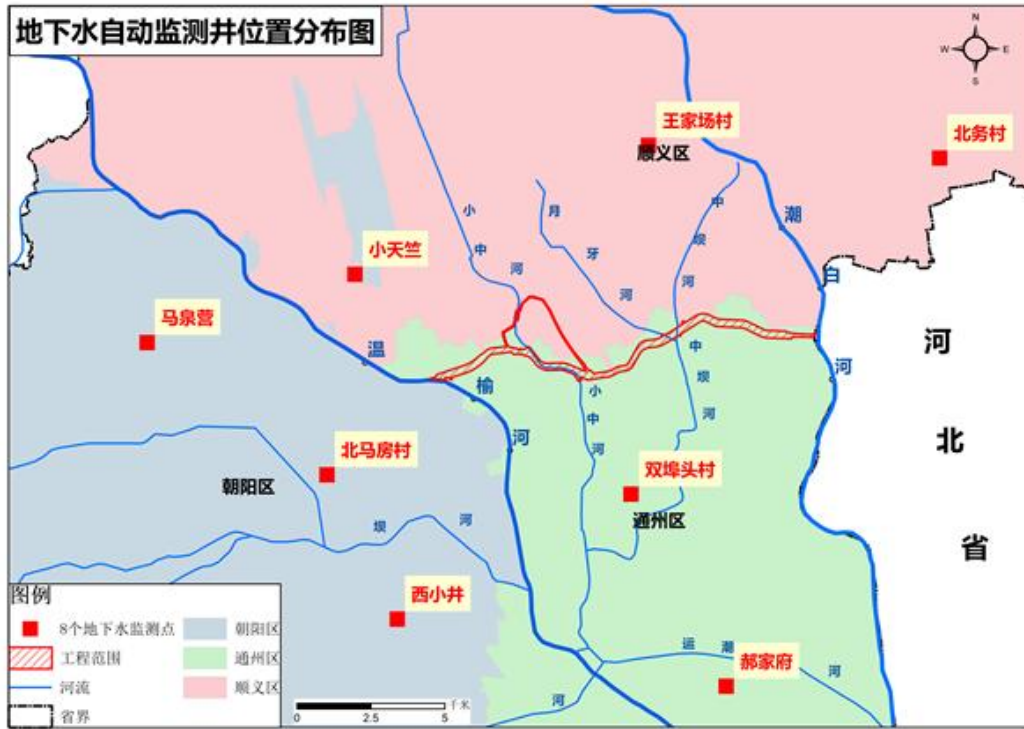 地下水自动监测井位置分布图
N
W
E
S
王家场村
顺义区
北务村
小中河
月牙河
中坝河
潮白河
小天竺
马泉营
温榆河
中坝河
小中河
河北省
北马房村
朝阳区
双埠头村
通州区
坝河
西小井
运潮
河
郝家府
河
图例
8个地下水监测点
朝阳区
工程范围
通州区
河流
顺义区
省界
千米
0
2.5
5